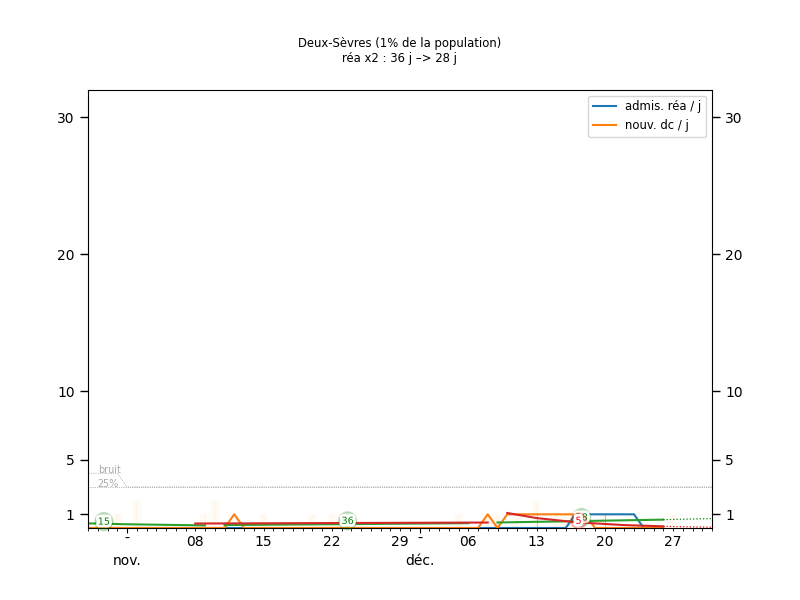 Deux-Sèvres (1% de la population)
réa x2 : 36 j –> 28 j
admis. réa / j
nouv. dc / j
30
30
20
20
10
10
5
5
bruit
25%
1
1
15
36
5
- 08 15 22 29 - 06 13 20 27
nov. déc.